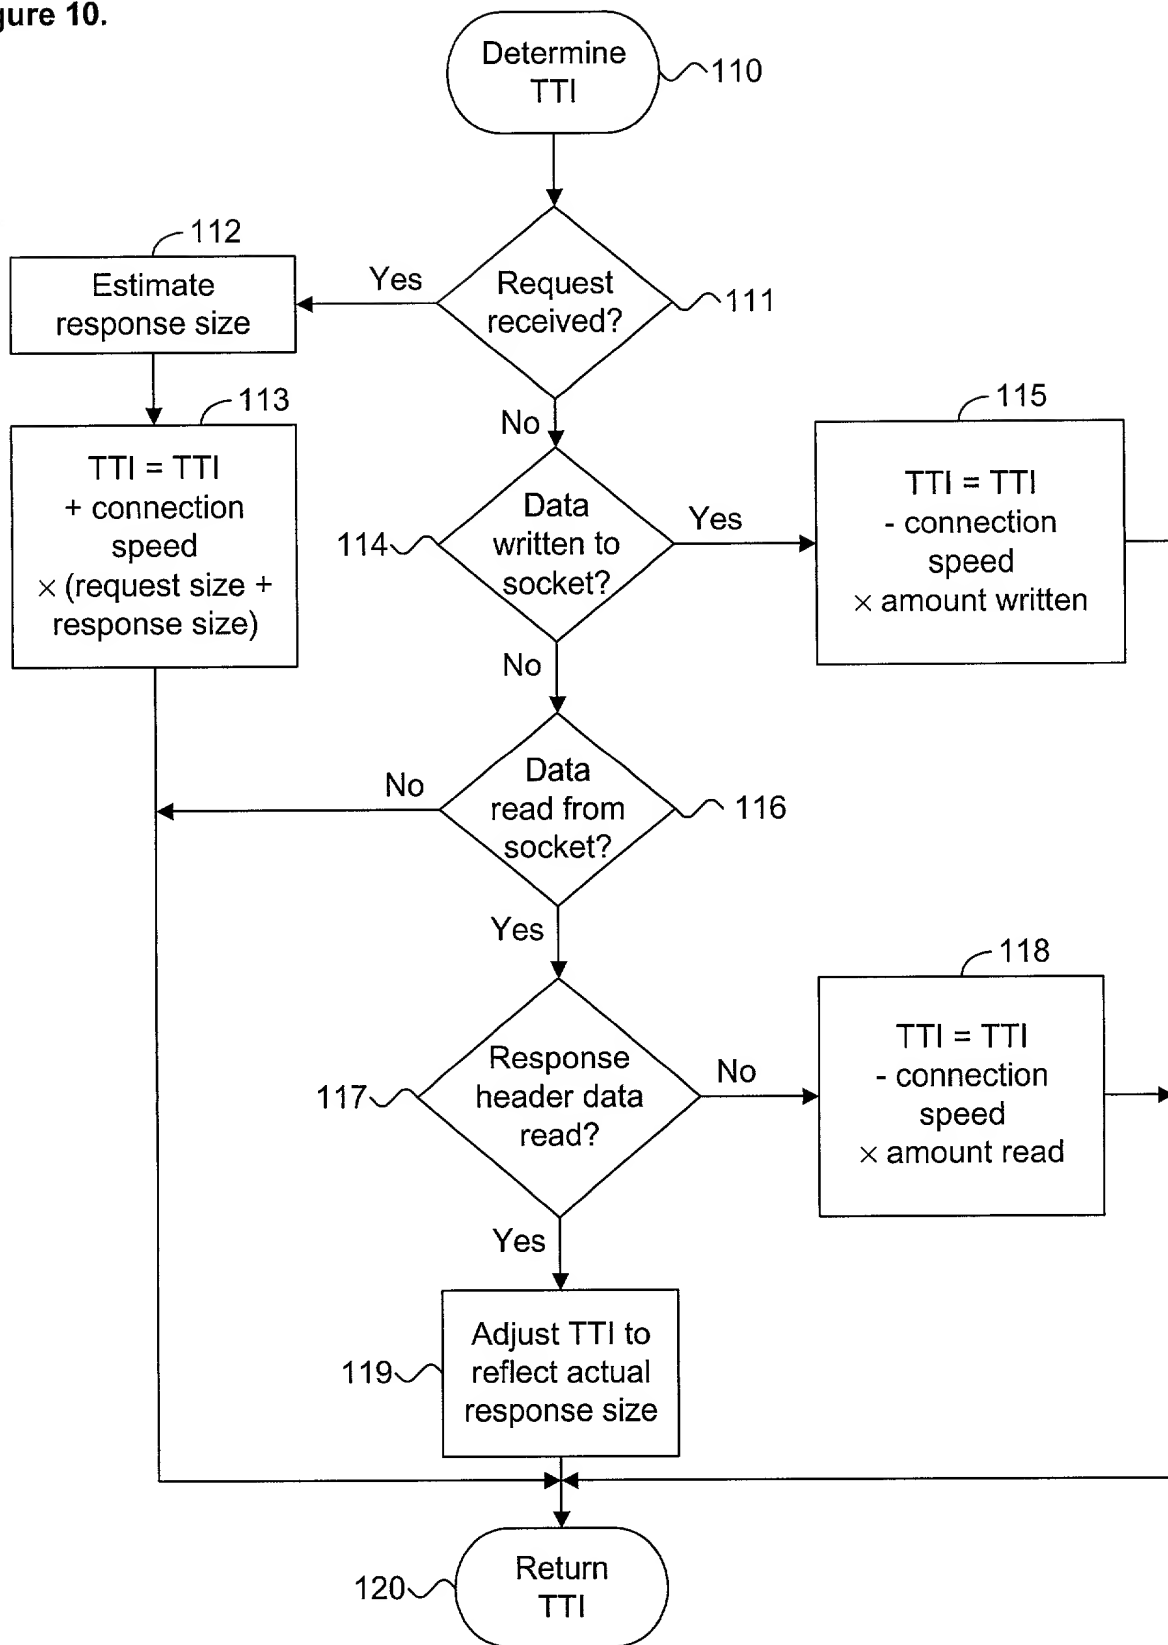 gure 10.
Determine
TTI
110
112
Estimate
response size
Yes
Request
received?
111
113
TTI = TTI
+ connection
speed
× (request size +
response size)
No
115
114
Data
written to
socket?
Yes
TTI = TTI
- connection
speed
× amount written
No
No
Data
read from
socket?
116
Yes
118
117
Response
header data
read?
No
TTI = TTI
- connection
speed
× amount read
Yes
119
Adjust TTI to
reflect actual
response size
120
Return
TTI